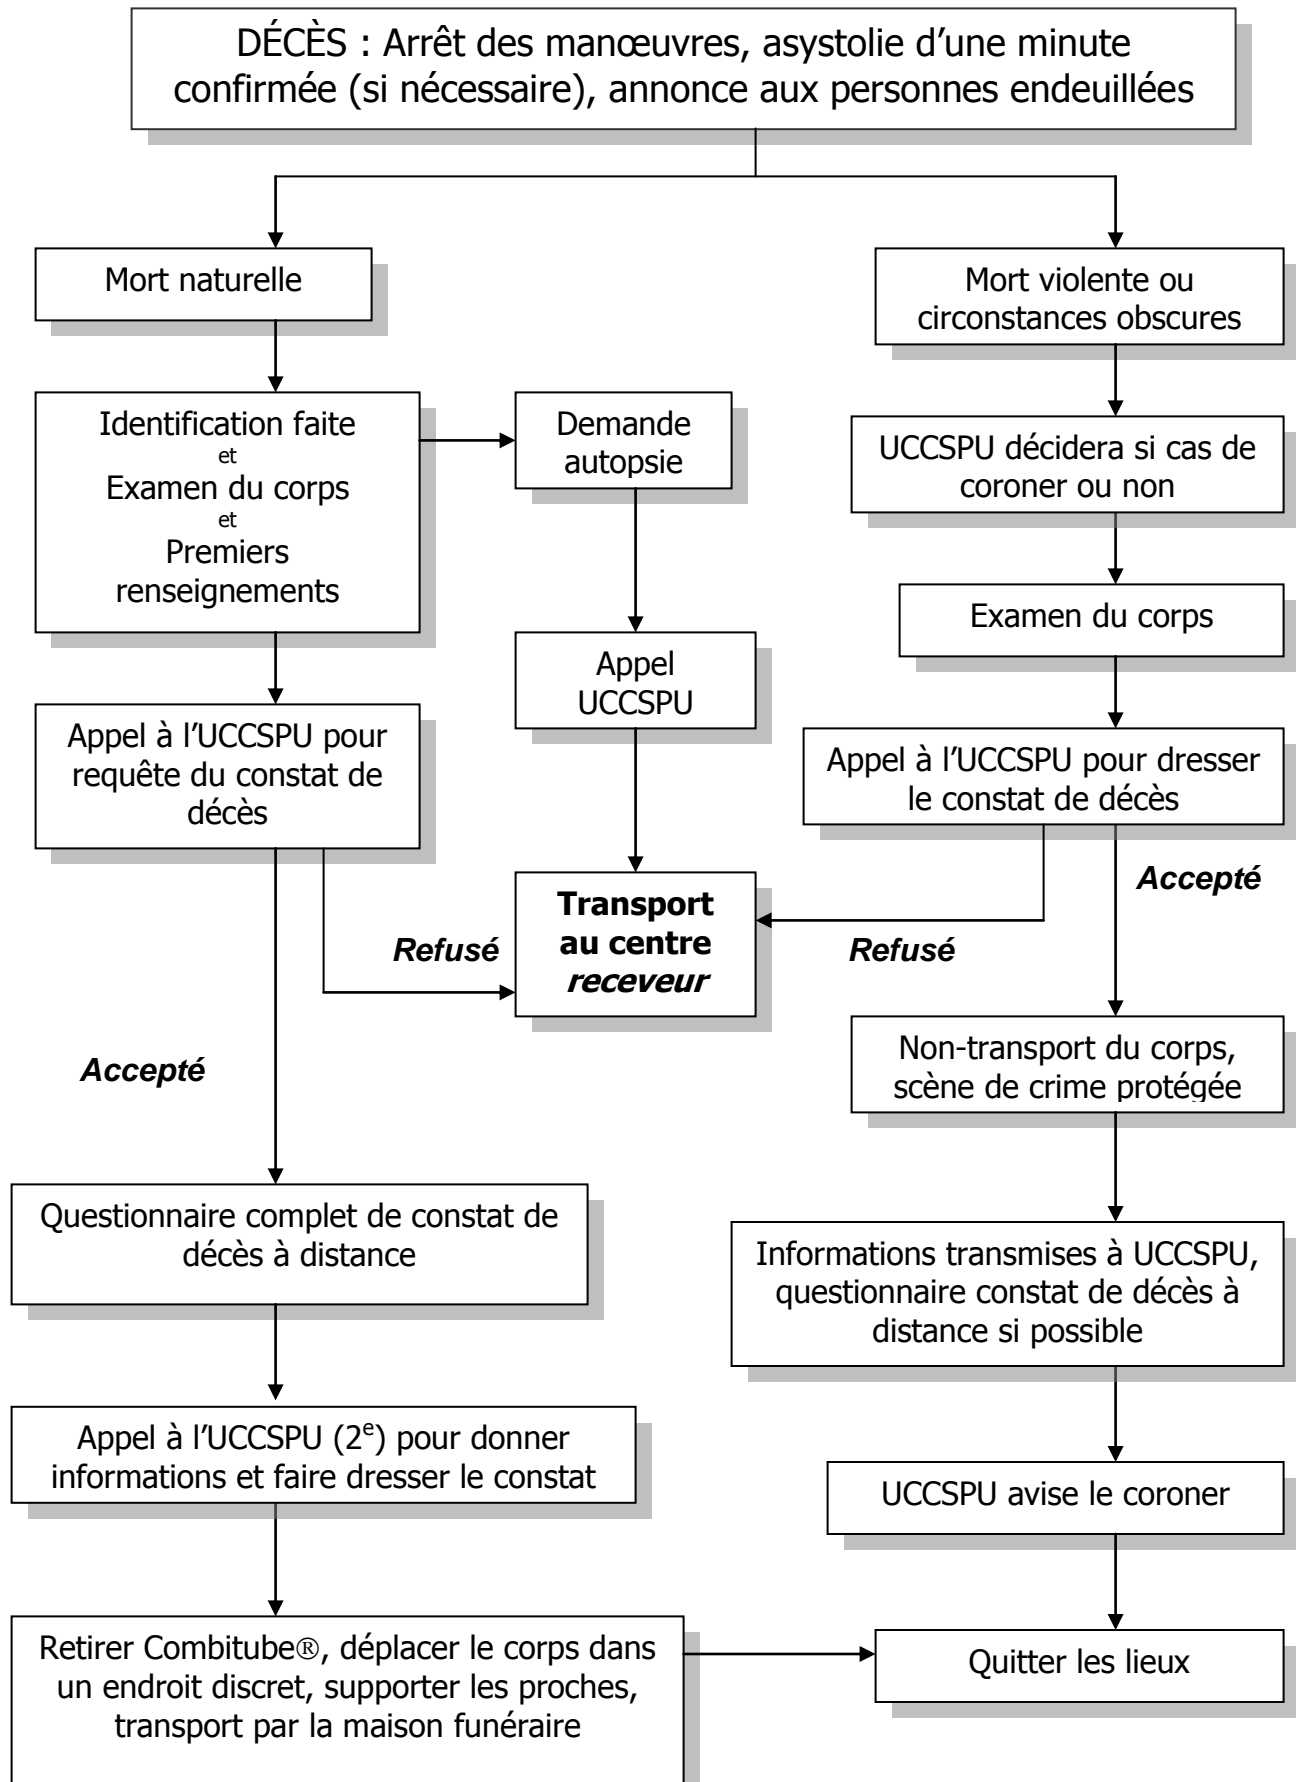 DÉCÈS : Arrêt des manœuvres, asystolie d'une minute
confirmée (si nécessaire), annonce aux personnes endeuillées
Mort naturelle
Mort violente ou
circonstances obscures
Identification faite
et
Examen du corps
et
Premiers
renseignements
Demande
autopsie
UCCSPU décidera si cas de
coroner ou non
Examen du corps
Appel
UCCSPU
Appel à l'UCCSPU pour
requête du constat de
décès
Appel à l'UCCSPU pour dresser
le constat de décès
Accepté
Transport
au centre
receveur
Refusé
Refusé
Non-transport du corps,
scène de crime protégée
Accepté
Questionnaire complet de constat de
décès à distance
Informations transmises à UCCSPU,
questionnaire constat de décès à
distance si possible
Appel à l'UCCSPU (2e) pour donner
informations et faire dresser le constat
UCCSPU avise le coroner
Retirer Combitube®, déplacer le corps dans
un endroit discret, supporter les proches,
transport par la maison funéraire
Quitter les lieux